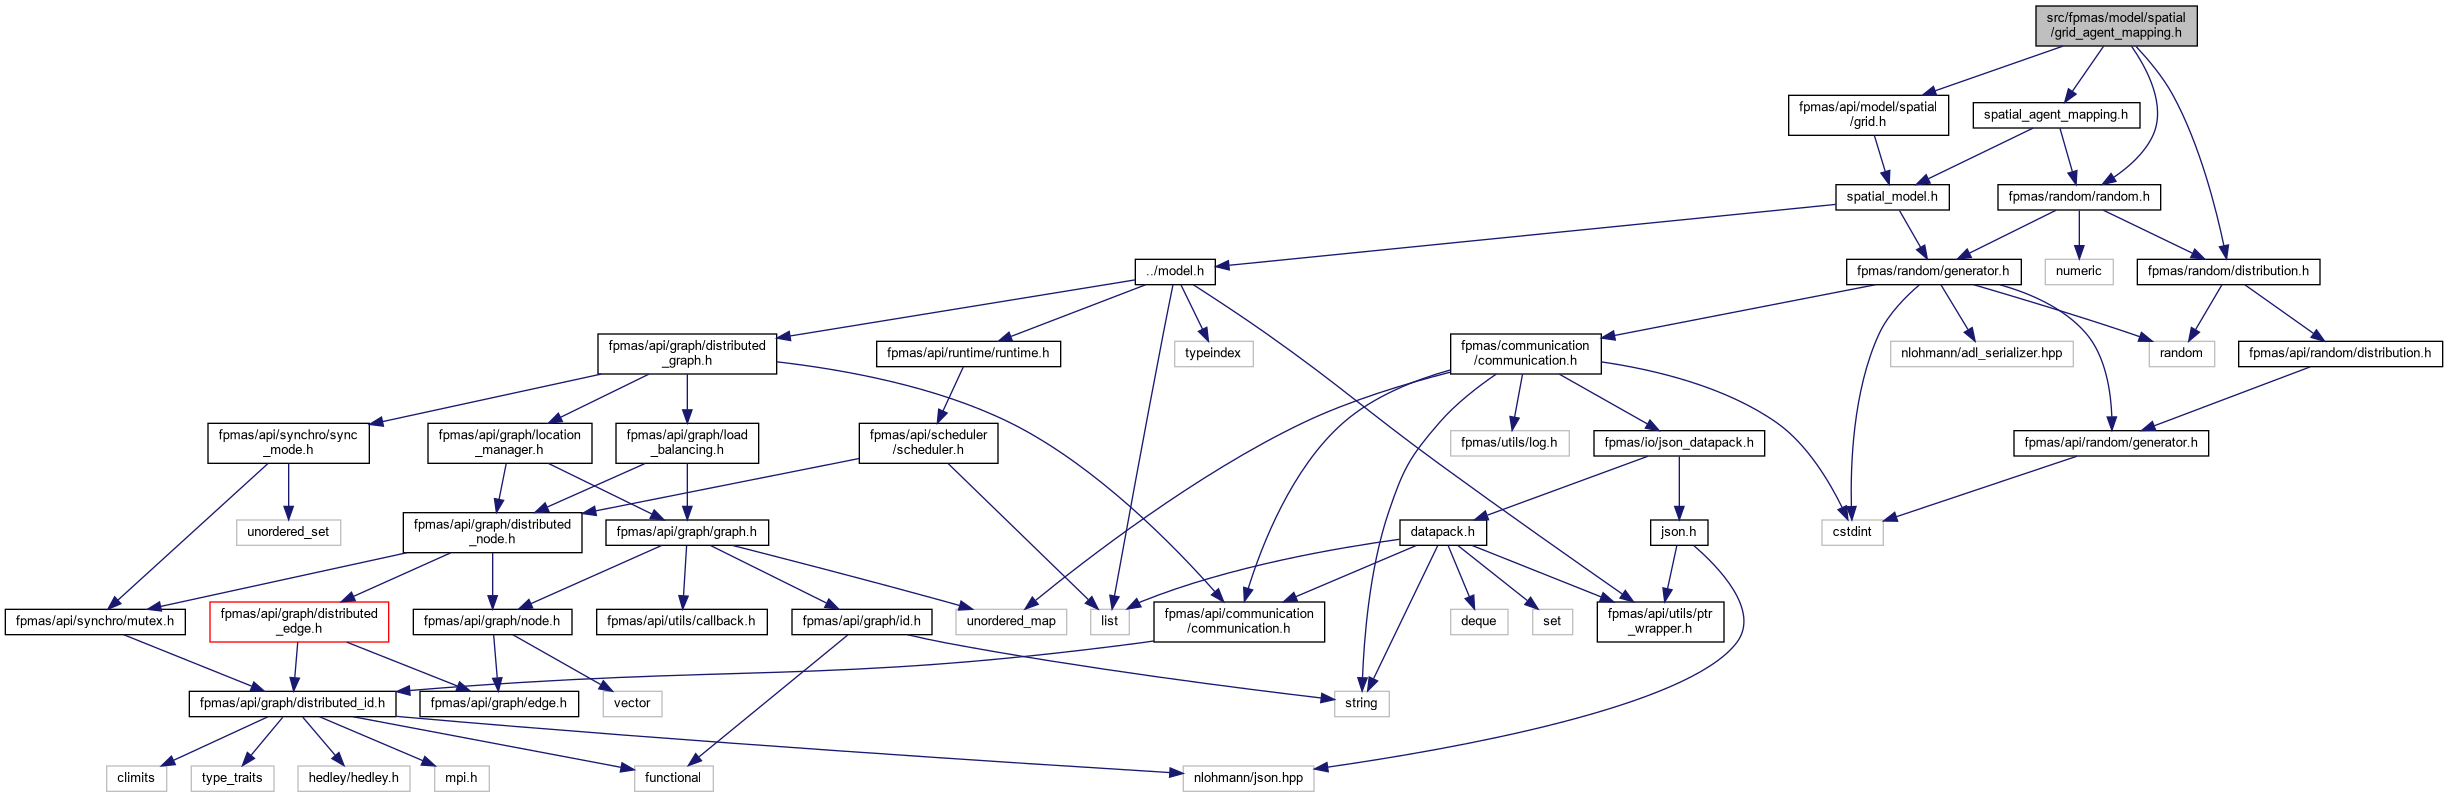 src/fpmas/model/spatial
/grid_agent_mapping.h
fpmas/api/model/spatial
/grid.h
spatial_agent_mapping.h
spatial_model.h
fpmas/random/random.h
../model.h
fpmas/random/generator.h
numeric
fpmas/random/distribution.h
fpmas/api/graph/distributed
_graph.h
fpmas/api/runtime/runtime.h
typeindex
fpmas/communication
/communication.h
nlohmann/adl_serializer.hpp
random
fpmas/api/random/distribution.h
fpmas/api/synchro/sync
_mode.h
fpmas/api/graph/location
_manager.h
fpmas/api/graph/load
_balancing.h
fpmas/api/scheduler
/scheduler.h
fpmas/utils/log.h
fpmas/io/json_datapack.h
fpmas/api/random/generator.h
unordered_set
fpmas/api/graph/distributed
_node.h
fpmas/api/graph/graph.h
datapack.h
json.h
cstdint
fpmas/api/synchro/mutex.h
fpmas/api/graph/distributed
_edge.h
fpmas/api/graph/node.h
fpmas/api/utils/callback.h
fpmas/api/graph/id.h
unordered_map
list
fpmas/api/communication
/communication.h
deque
set
fpmas/api/utils/ptr
_wrapper.h
fpmas/api/graph/distributed_id.h
fpmas/api/graph/edge.h
vector
string
climits
type_traits
hedley/hedley.h
mpi.h
functional
nlohmann/json.hpp